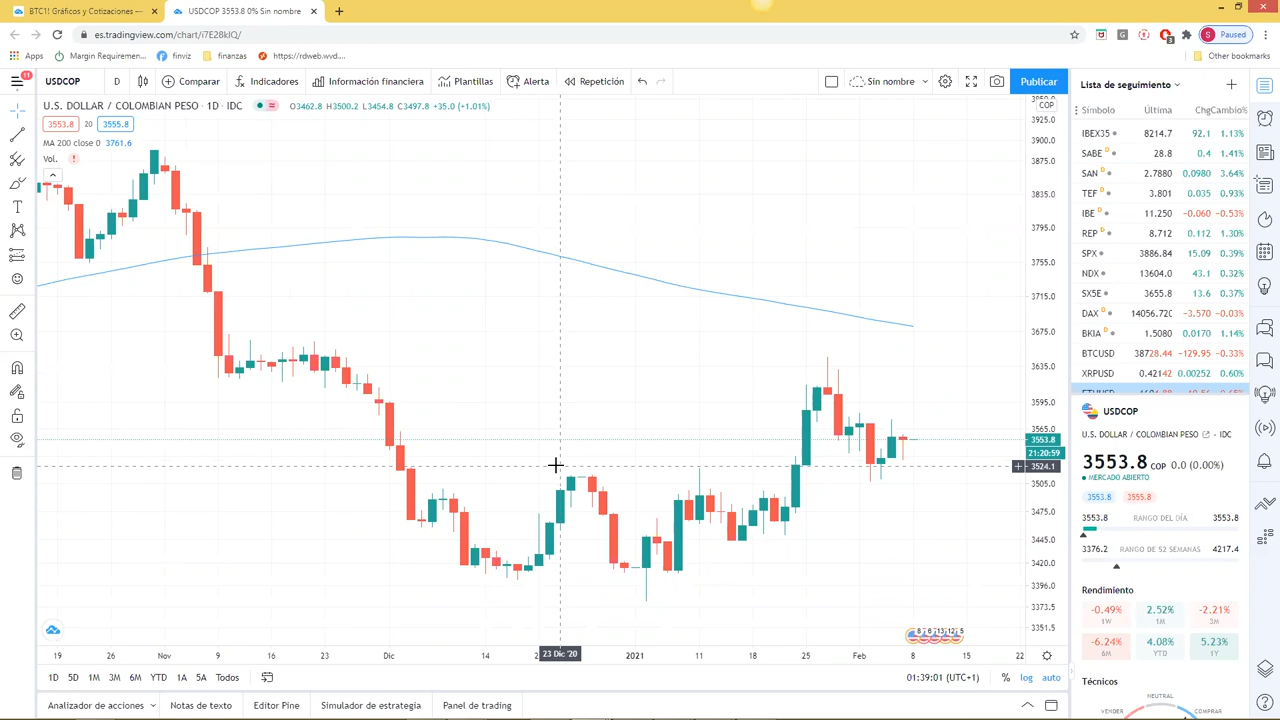 BTC1! Gráficos y Cotizaciones —
USDCOP 3553.8 0% Sin nombre
es.tradingview.com/chart/i7E28kIQ/
Paused
Apps
Margin Requiremen...
finviz
finanzas
https://rdweb.wvd....
Other bookmarks
11
USDCOP D Comparar Indicadores Información financiera Plantillas Alerta Repetición Sin nombre Publicar
U.S. DOLLAR / COLOMBIAN PESO · 1D · IDC O3462.8 H3500.2 L3454.8 C3497.8 +35.0 (+1.01%)
3553.8 20 3555.8
MA 200 close 0 3761.6
Vol.
COP
3925.0
3900.0
3875.0
3835.0
3795.0
3755.0
3715.0
3675.0
3635.0
3595.0
3565.0
3553.8
21:20:59
3524.1
3505.0
3475.0
3445.0
3420.0
3396.0
3373.5
3351.5
19 26 Nov 9 16 23 Dic 14 23 Dic '20 2021 11 18 25 Feb 8 15 22
1D 5D 1M 3M 6M YTD 1A 5A Todos
01:39:01 (UTC+1) % log auto
Analizador de acciones Notas de texto Editor Pine Simulador de estrategia Panel de trading
Lista de seguimiento
Símbolo Última Chg Cambio%
IBEX35 8214.7 92.1 1.13%
SABE D 28.8 0.4 1.41%
SAN D 2.7880 0.0980 3.64%
TEF D 3.801 0.035 0.93%
IBE D 11.250 -0.060 -0.53%
REP D 8.712 0.112 1.30%
SPX 3886.84 15.09 0.39%
NDX 13604.0 43.1 0.32%
SX5E 3655.8 13.6 0.37%
DAX D 14056.720 -3.570 -0.03%
BKIA D 1.5080 0.0170 1.14%
BTCUSD 38728.44 -129.95 -0.33%
XRPUSD 0.42142 0.00252 0.60%
USDCOP
U.S. DOLLAR / COLOMBIAN PESO · IDC
3553.8 COP 0.0 (0.00%)
MERCADO ABIERTO
3553.8 3555.8
3553.8 RANGO DEL DÍA 3553.8
3376.2 RANGO DE 52 SEMANAS 4217.4
Rendimiento
-0.49% 2.52% -2.21%
1W 1M 3M
-6.24% 4.08% 5.23%
6M YTD 1Y
Técnicos
NEUTRAL
VENDER COMPRAR